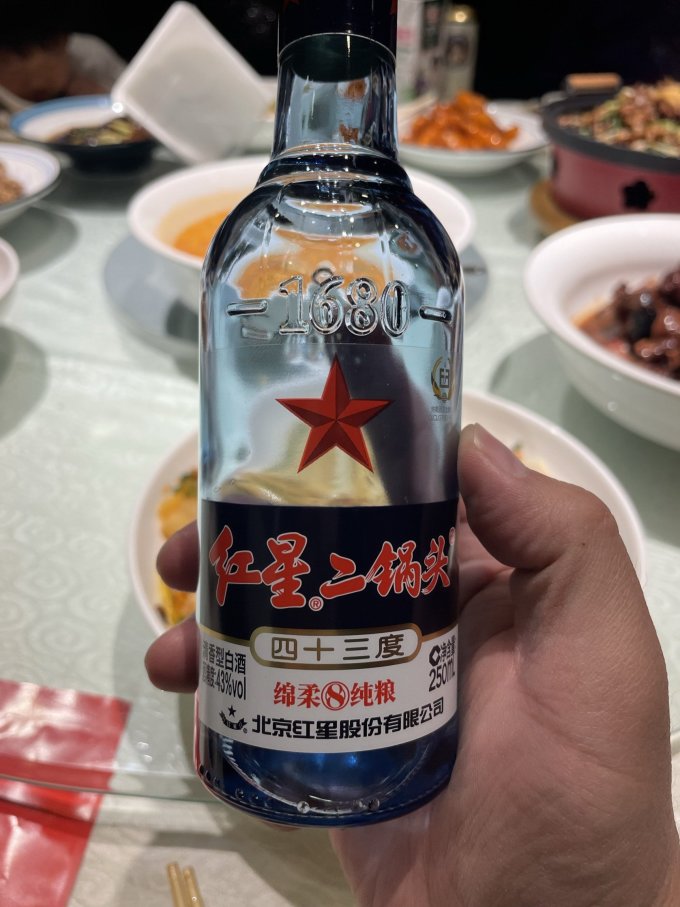 -1680-
红星二锅头®
四十三度
清香型白酒
酒精度:43%vol
净含量
250mL
绵柔8纯粮
北京红星股份有限公司